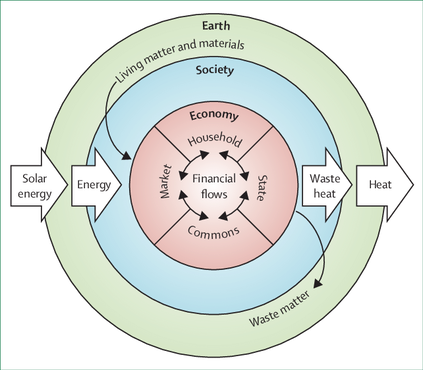 Earth
Living matter and materials
Society
Economy
Household
Market
Financial
flows
State
Commons
Solar
energy
Energy
Waste
heat
Heat
Waste matter